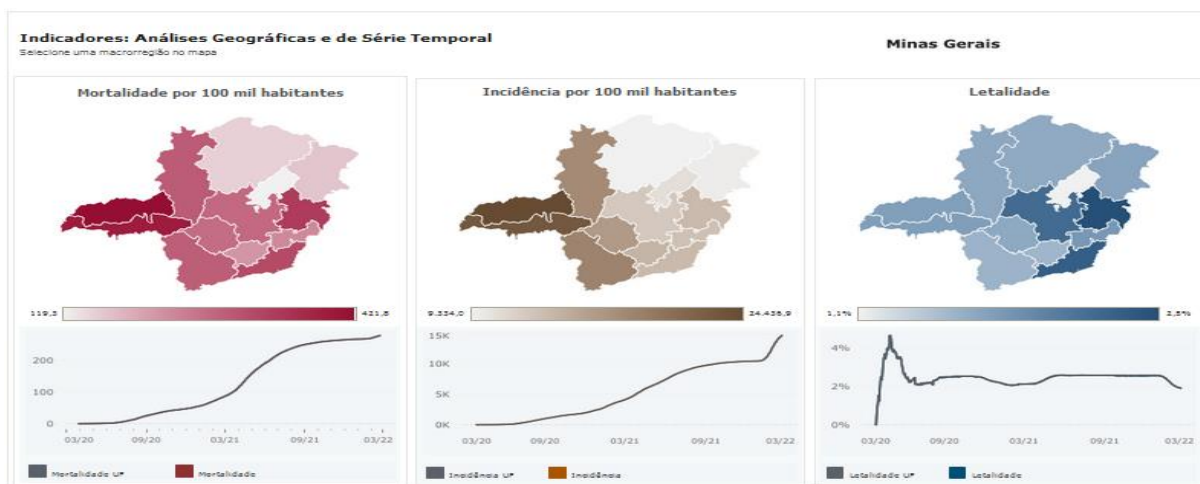 Indicadores: Análises Geográficas e de Série Temporal
Selecione uma macrorregião no mapa
Minas Gerais
Mortalidade por 100 mil habitantes
119,3
421,8
200
100
0
03/20 09/20 03/21 09/21 03/22
Mortalidade UF Mortalidade
Incidência por 100 mil habitantes
9.334,0
24.436,9
15K
10K
5K
0K
03/20 09/20 03/21 09/21 03/22
Incidência UF Incidência
Letalidade
1,1%
2,8%
4%
2%
0%
03/20 09/20 03/21 09/21 03/22
Letalidade UF Letalidade